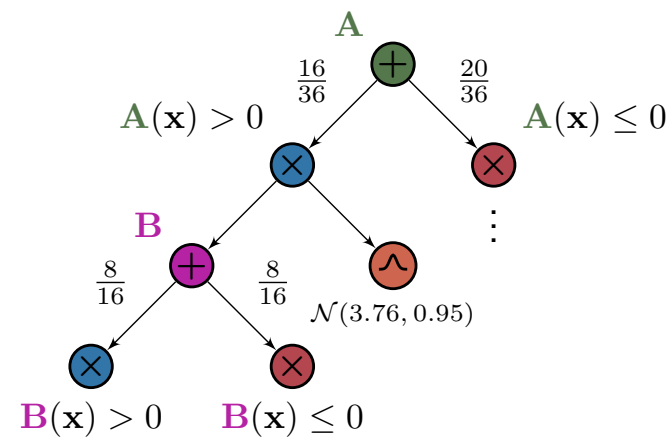 A
16/36
20/36
A(x) > 0
A(x) ≤ 0
B
⋮
8/16
8/16
𝒩(3.76, 0.95)
B(x) > 0
B(x) ≤ 0